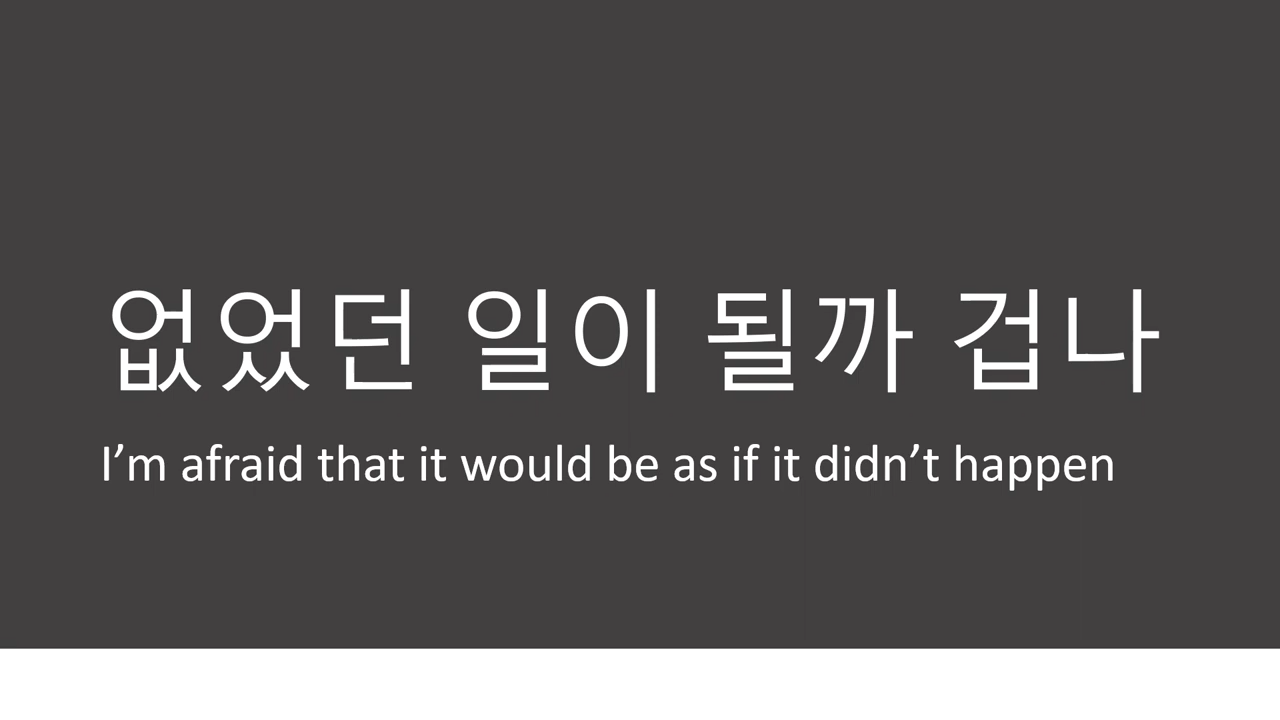 없었던 일이 될까 겁나
I’m afraid that it would be as if it didn’t happen